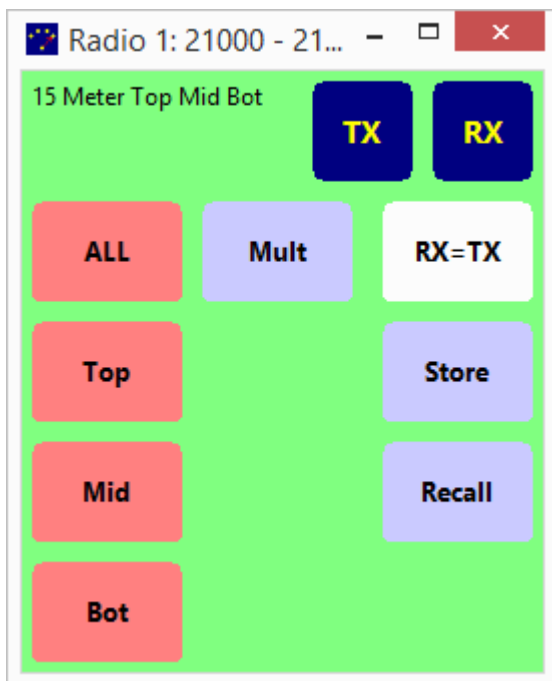 Radio 1: 21000 - 21...
15 Meter Top Mid Bot
TX RX
ALL Mult RX=TX
Top Store
Mid Recall
Bot